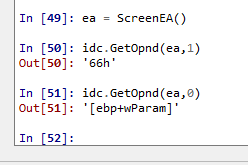 In [49]: ea = ScreenEA()
In [50]: idc.GetOpnd(ea,1)
Out[50]: '66h'
In [51]: idc.GetOpnd(ea,0)
Out[51]: '[ebp+wParam]'
In [52]: